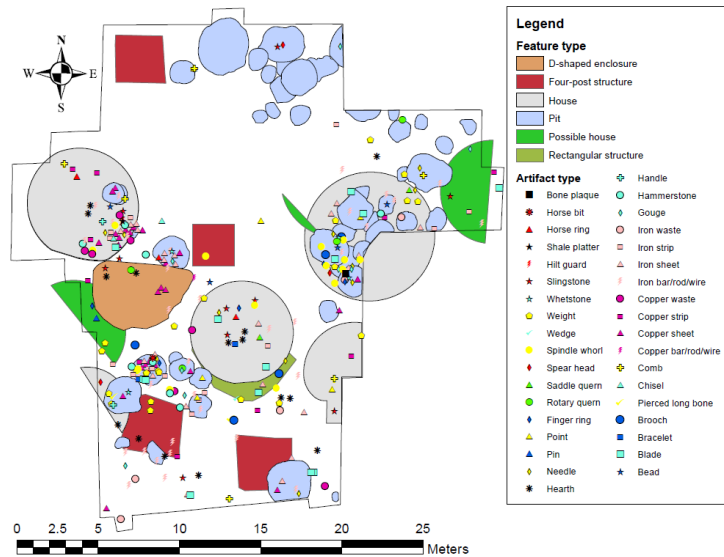 N
W E
S
Legend
Feature type
D-shaped enclosure
Four-post structure
House
Pit
Possible house
Rectangular structure
Artifact type
Bone plaque
Horse bit
Horse ring
Shale platter
Hilt guard
Slingstone
Whetstone
Weight
Wedge
Spindle whorl
Spear head
Saddle quern
Rotary quern
Finger ring
Point
Pin
Needle
Hearth
Handle
Hammerstone
Gouge
Iron waste
Iron strip
Iron sheet
Iron bar/rod/wire
Copper waste
Copper strip
Copper sheet
Copper bar/rod/wire
Comb
Chisel
Pierced long bone
Brooch
Bracelet
Blade
Bead
0 2.5 5 10 15 20 25
Meters